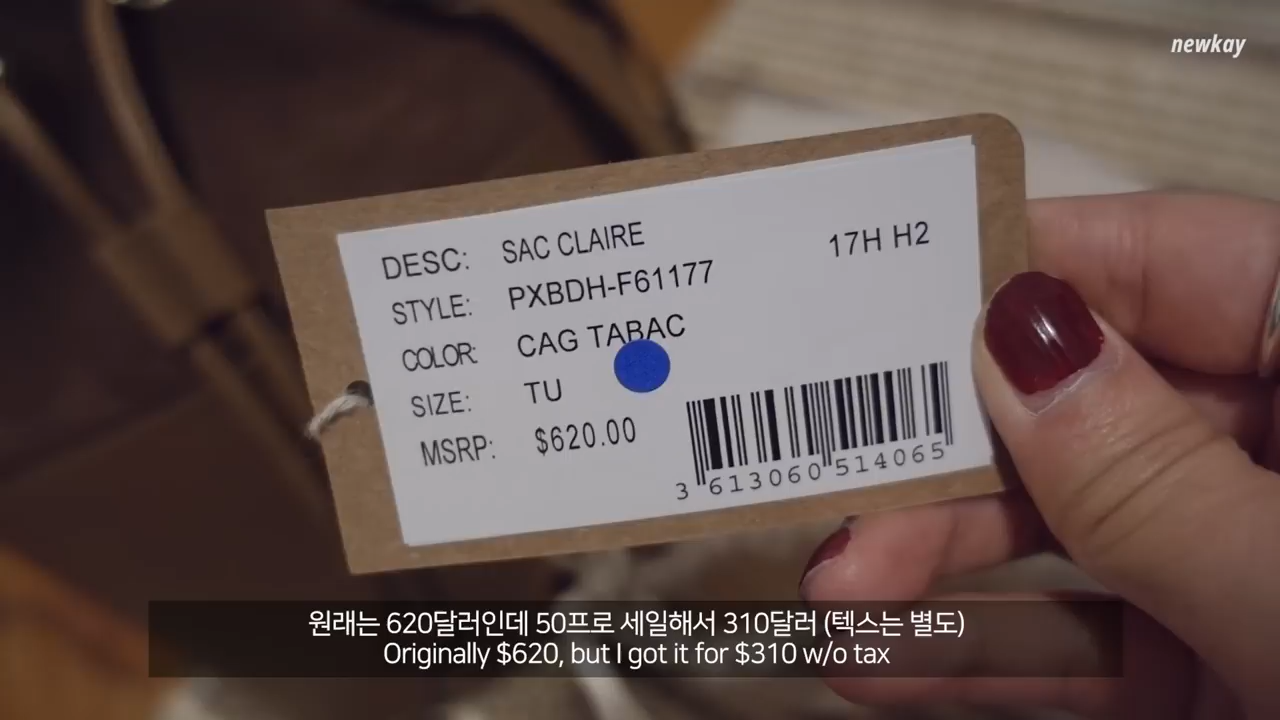 newkay
DESC: SAC CLAIRE
17H H2
STYLE: PXBDH-F61177
COLOR: CAG TABAC
SIZE: TU
MSRP: $620.00
3 613060 514065
원래는 620달러인데 50프로 세일해서 310달러 (텍스는 별도)
Originally $620, but I got it for $310 w/o tax